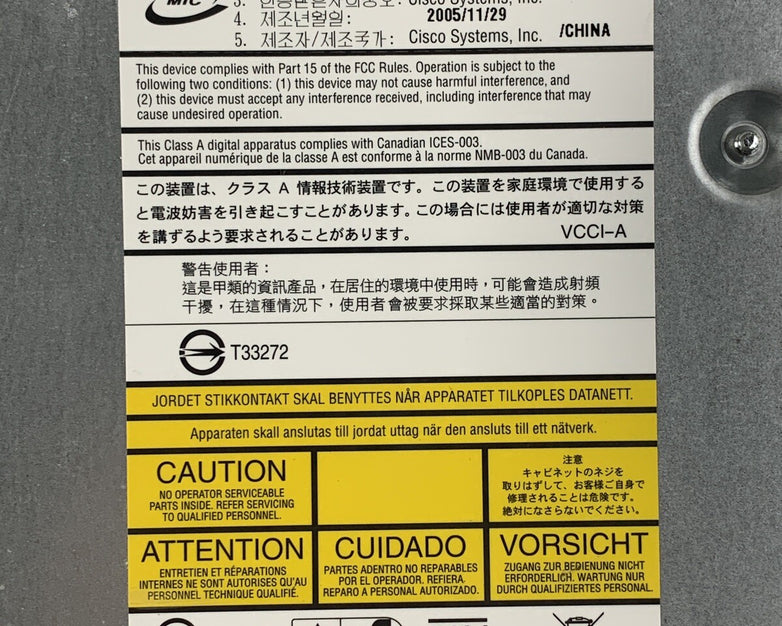 MIC
3. 인증받은자의상호: Cisco Systems, Inc.
4. 제조년월일: 2005/11/29
5. 제조자/제조국가: Cisco Systems, Inc. /CHINA
This device complies with Part 15 of the FCC Rules. Operation is subject to the
following two conditions: (1) this device may not cause harmful interference, and
(2) this device must accept any interference received, including interference that may
cause undesired operation.
This Class A digital apparatus complies with Canadian ICES-003.
Cet appareil numérique de la classe A est conforme à la norme NMB-003 du Canada.
この装置は、クラス A 情報技術装置です。この装置を家庭環境で使用する
と電波妨害を引き起こすことがあります。この場合には使用者が適切な対策
を講ずるよう要求されることがあります。 VCCI-A
警告使用者：
這是甲類的資訊產品，在居住的環境中使用時，可能會造成射頻
干擾，在這種情況下，使用者會被要求採取某些適當的對策。
T33272
JORDET STIKKONTAKT SKAL BENYTTES NÅR APPARATET TILKOPLES DATANETT.
Apparaten skall anslutas till jordat uttag när den ansluts till ett nätverk.
CAUTION
NO OPERATOR SERVICEABLE
PARTS INSIDE. REFER SERVICING
TO QUALIFIED PERSONNEL.
注意
キャビネットのネジを
取りはずして、お客様ご自身で
修理されることは危険です。
絶対になさらないでください。
ATTENTION
ENTRETIEN ET RÉPARATIONS
INTERNES NE SONT AUTORISES QU'AU
PERSONNEL TECHNIQUE QUALIFIÉ.
CUIDADO
PARTES ADENTRO NO REPARABLES
POR EL OPERADOR. REFIERA
REPARO A PERSONAL AUTORIZADO.
VORSICHT
ZUGANG ZUR BEDIENUNG NICHT
ERFORDERLICH. WARTUNG NUR
DURCH QUALIFIZIERTES PERSONAL.